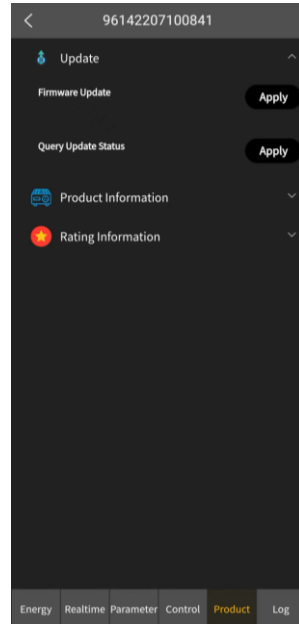 96142207100841
Update
Firmware Update Apply
Query Update Status Apply
Product Information
Rating Information
Energy Realtime Parameter Control Product Log